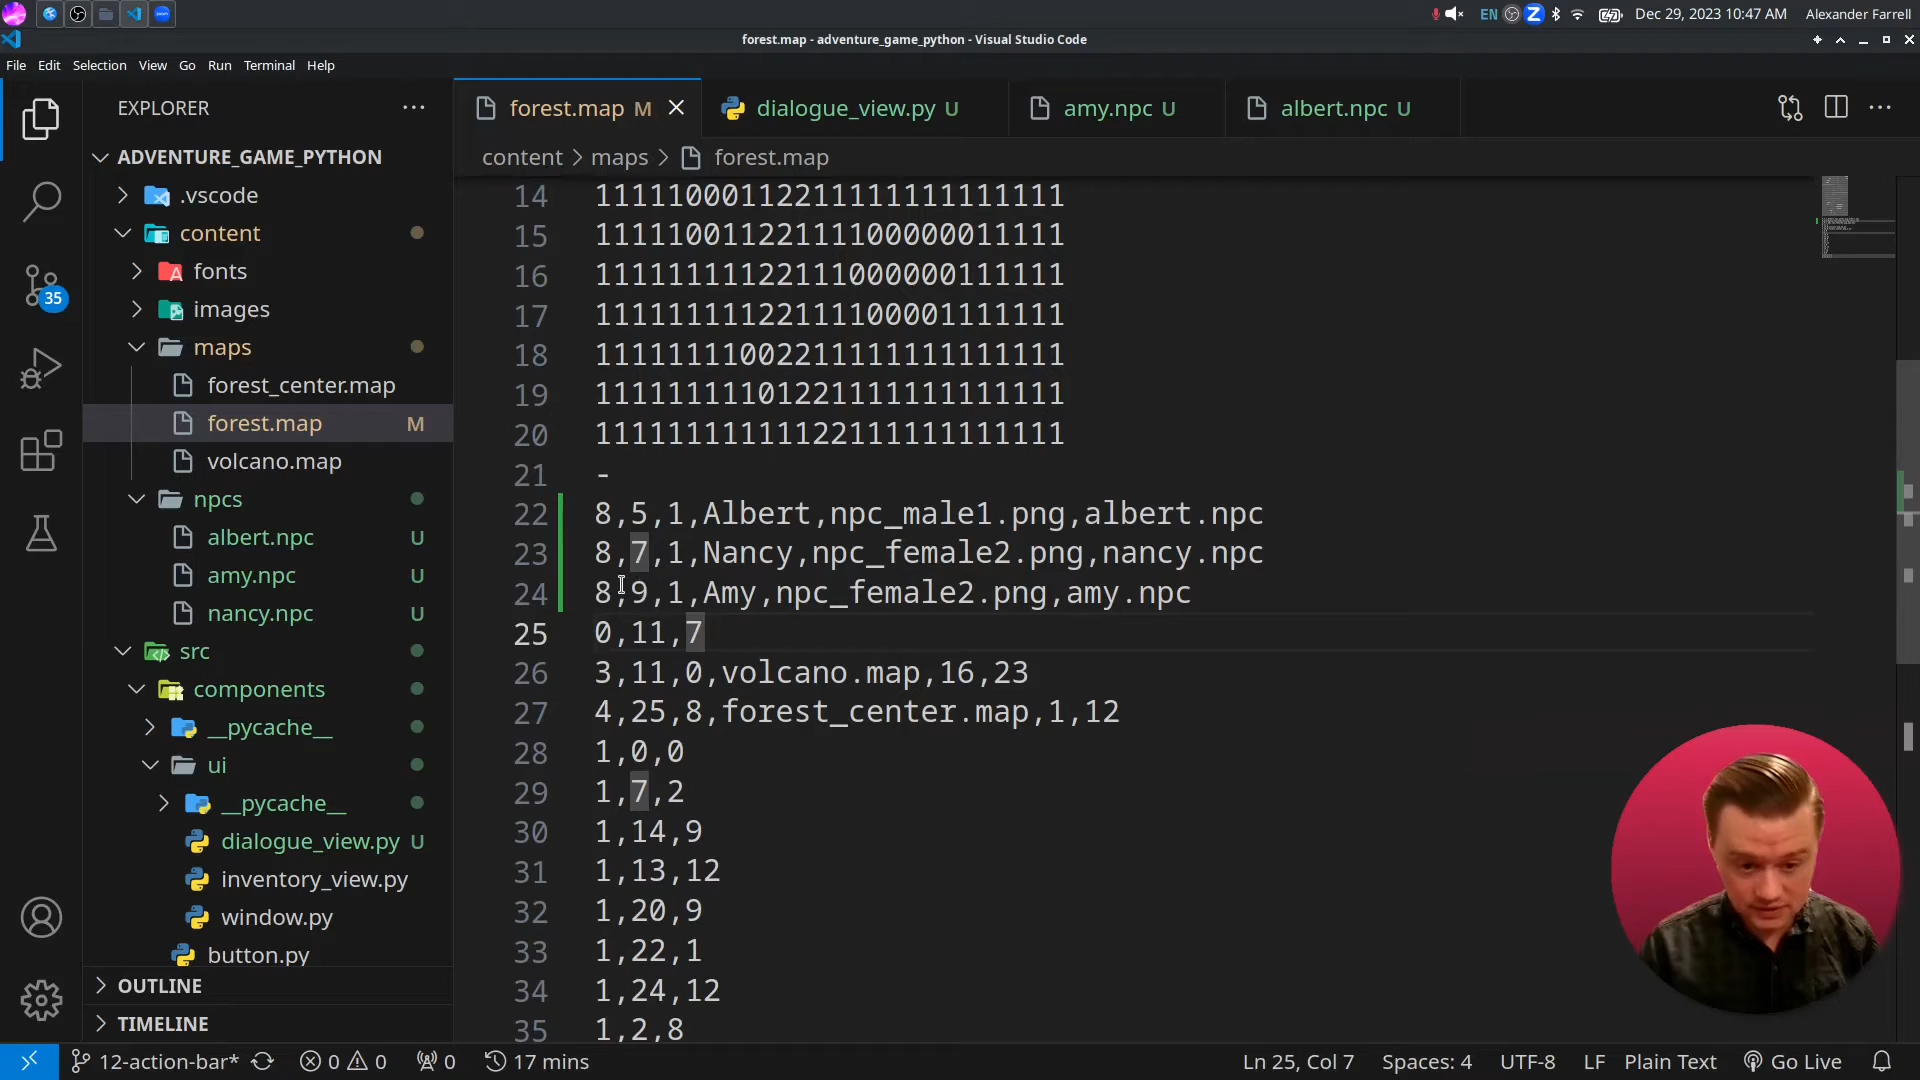 EN
Dec 29, 2023 10:47 AM
Alexander Farrell
forest.map - adventure_game_python - Visual Studio Code
File Edit Selection View Go Run Terminal Help
EXPLORER
ADVENTURE_GAME_PYTHON
.vscode
content
fonts
images
maps
forest_center.map
forest.map M
volcano.map
npcs
albert.npc U
amy.npc U
nancy.npc U
src
components
__pycache__
ui
__pycache__
dialogue_view.py U
inventory_view.py
window.py
button.py
OUTLINE
TIMELINE
35
forest.map M
dialogue_view.py U
amy.npc U
albert.npc U
content > maps > forest.map
14 11111000112211111111111111
15 11111001122111100000011111
16 11111111112211100000011111
17 11111111112211110000111111
18 11111111002211111111111111
19 11111111101221111111111111
20 11111111111122111111111111
21 -
22 8,5,1,Albert,npc_male1.png,albert.npc
23 8,7,1,Nancy,npc_female2.png,nancy.npc
24 8,9,1,Amy,npc_female2.png,amy.npc
25 0,11,7
26 3,11,0,volcano.map,16,23
27 4,25,8,forest_center.map,1,12
28 1,0,0
29 1,7,2
30 1,14,9
31 1,13,12
32 1,20,9
33 1,22,1
34 1,24,12
35 1,2,8
12-action-bar* 0 0 0 17 mins
Ln 25, Col 7 Spaces: 4 UTF-8 LF Plain Text Go Live